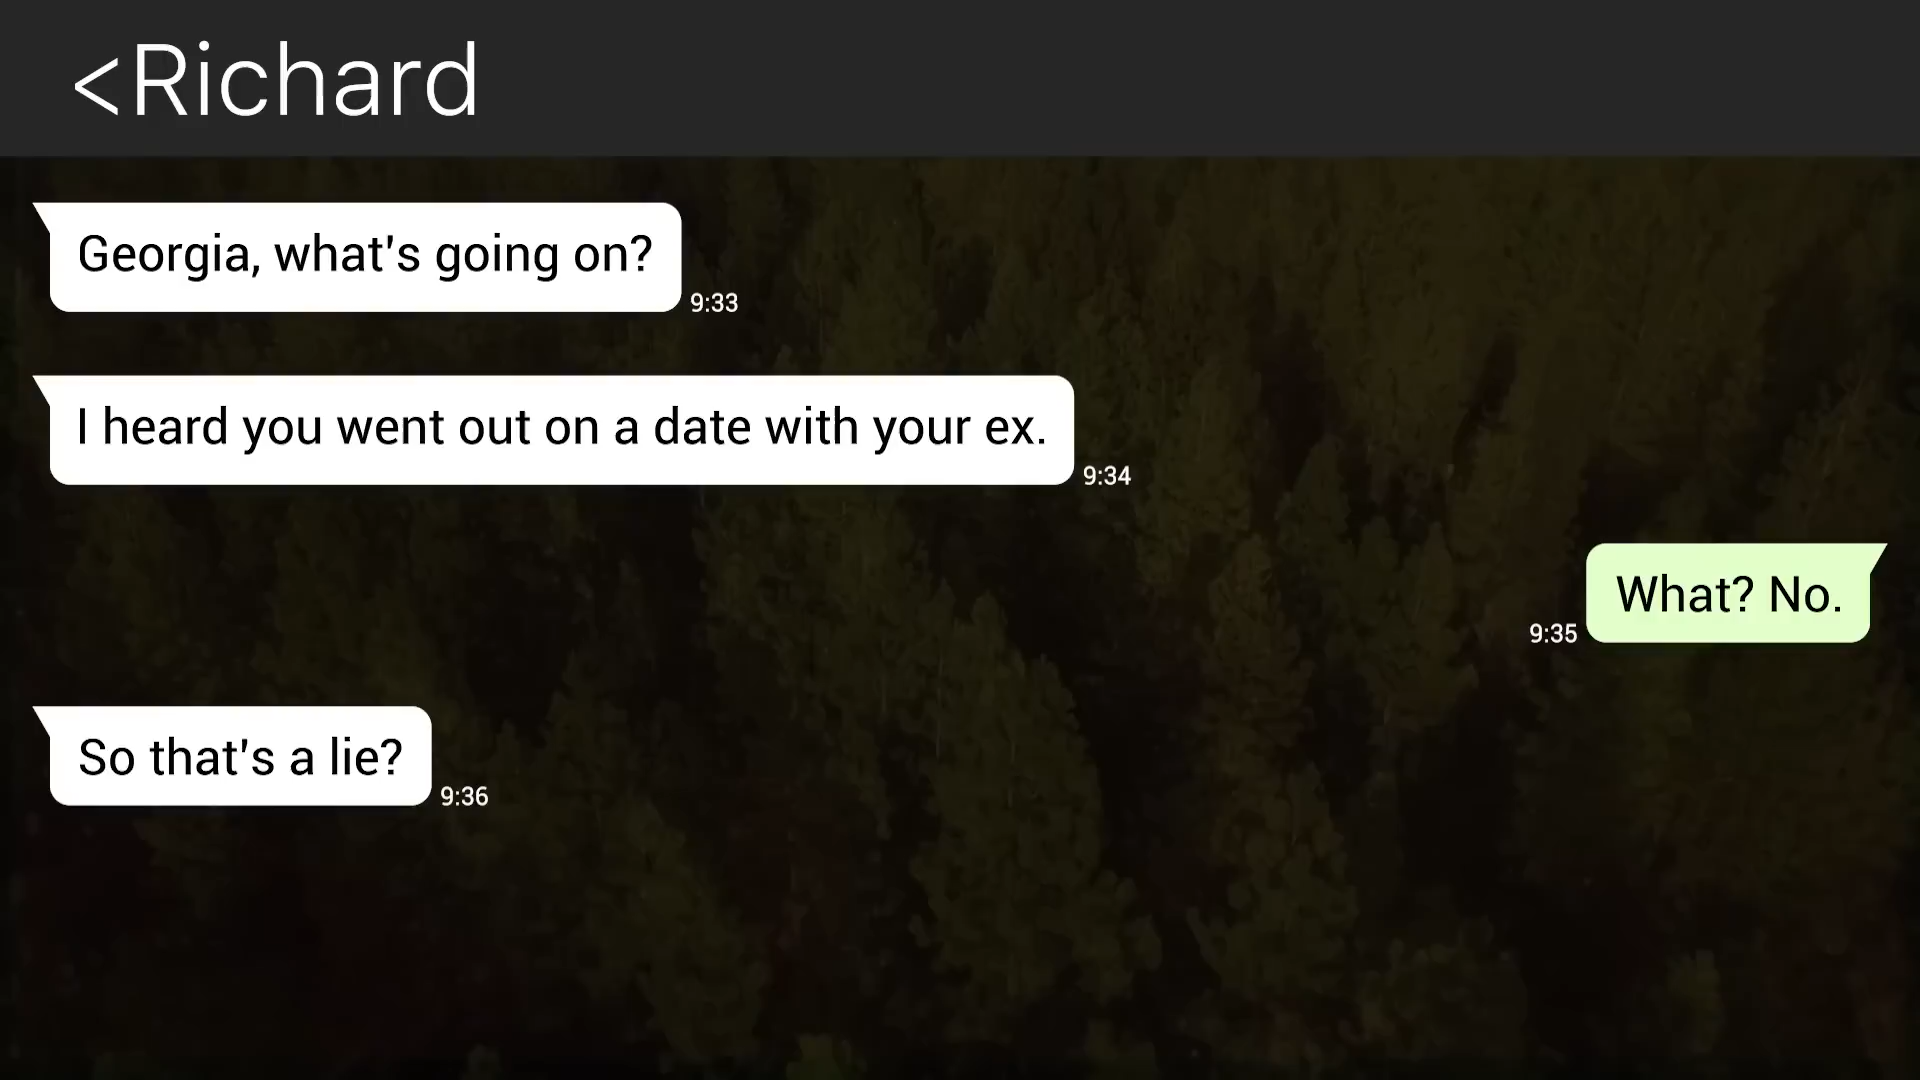 <Richard
Georgia, what's going on?
9:33
I heard you went out on a date with your ex.
9:34
What? No.
9:35
So that's a lie?
9:36